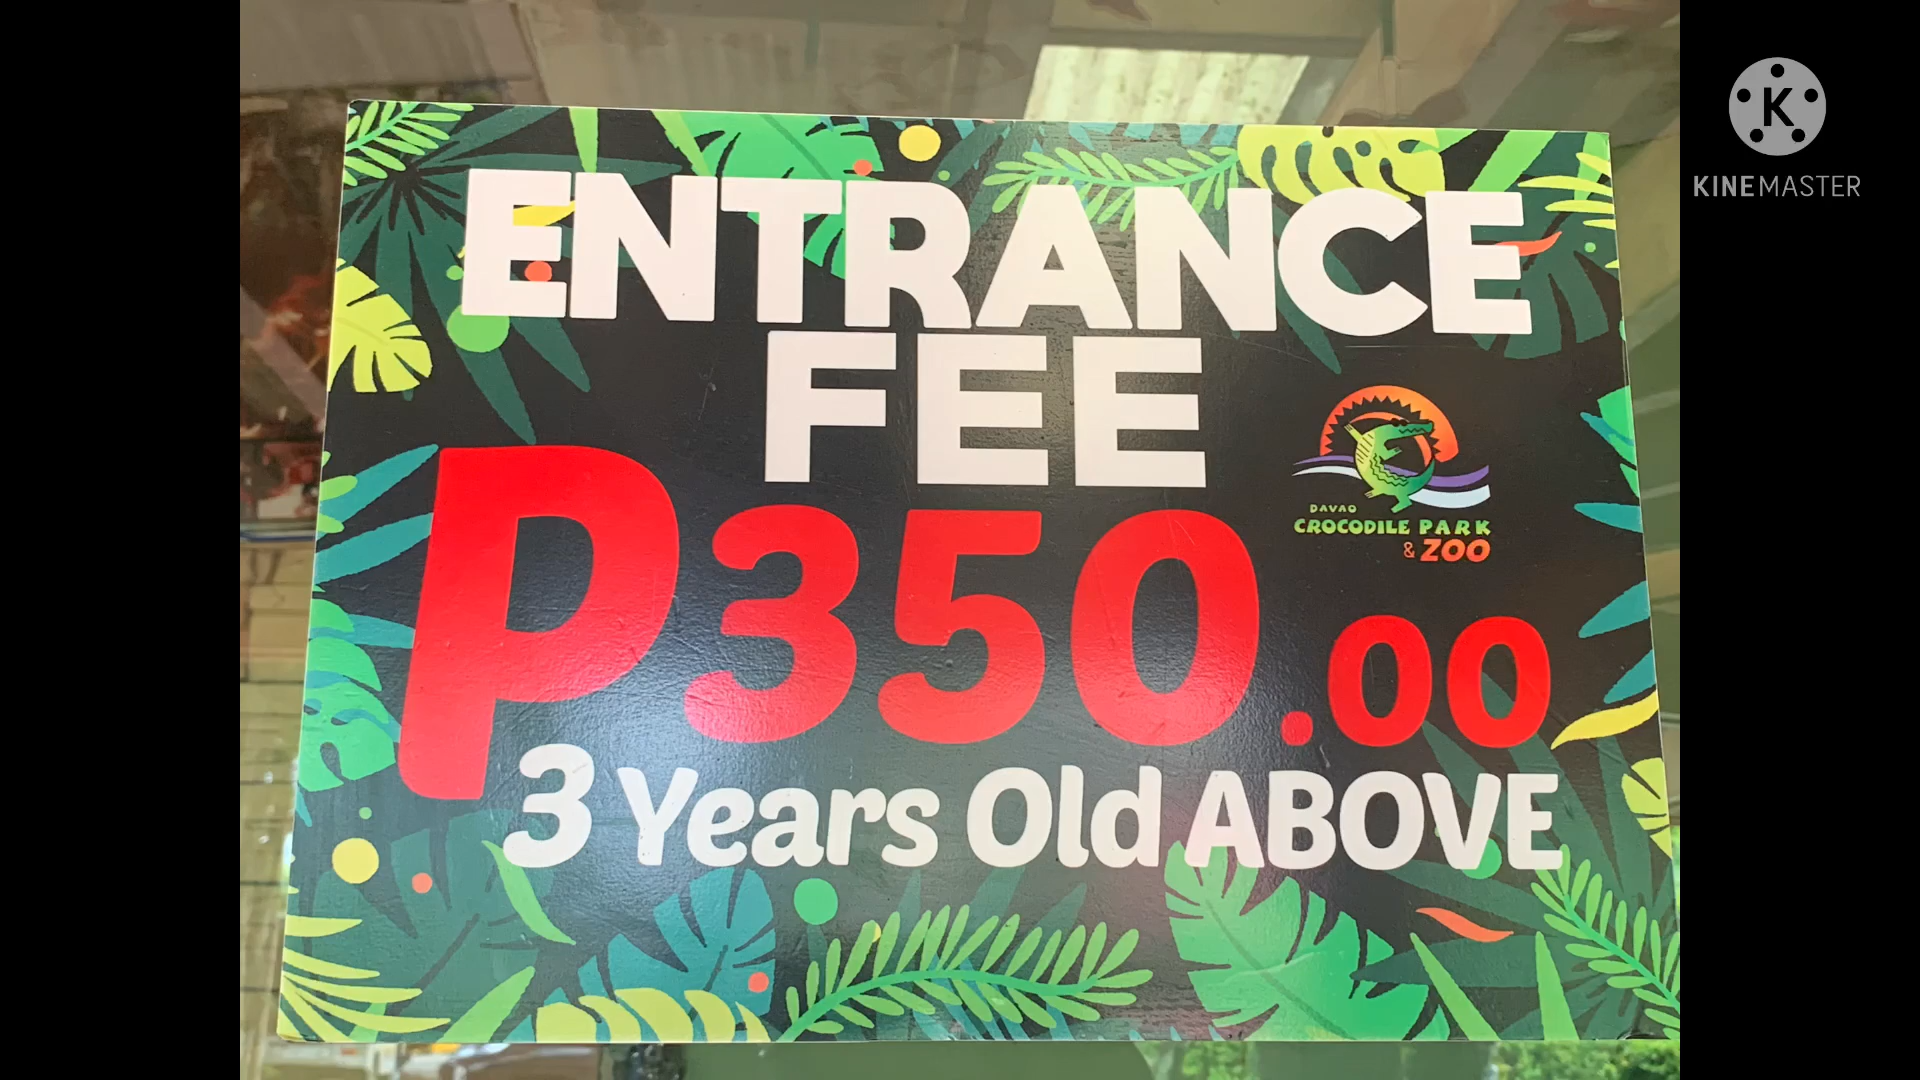 ENTRANCE
FEE
P350.00
3 Years Old ABOVE
DAVAO
CROCODILE PARK
& ZOO
K
KINEMASTER